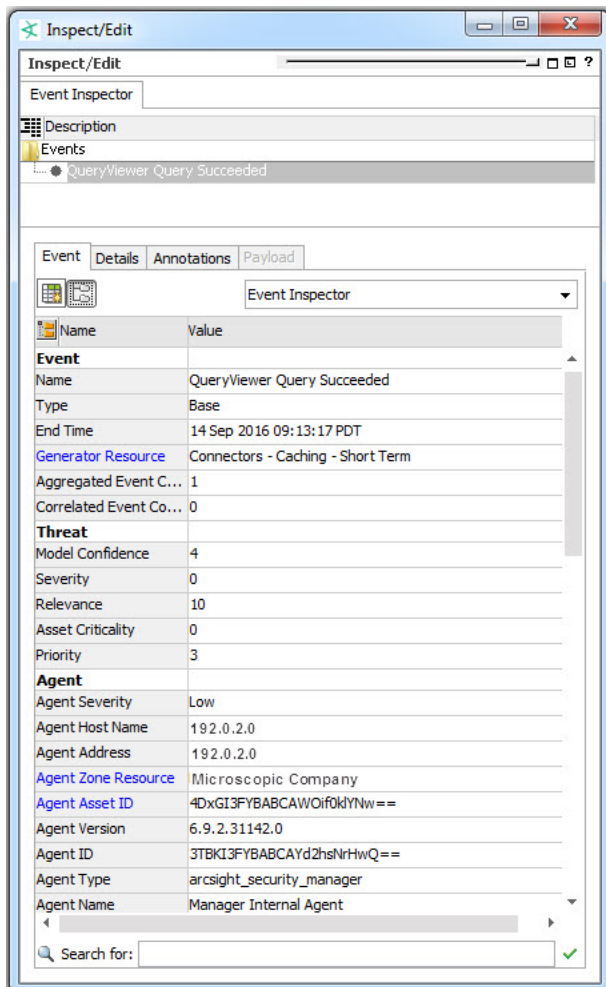 Inspect/Edit
Inspect/Edit ?
Event Inspector
Description
Events
QueryViewer Query Succeeded
Event Details Annotations Payload
Event Inspector
Name Value
Event
Name QueryViewer Query Succeeded
Type Base
End Time 14 Sep 2016 09:13:17 PDT
Generator Resource Connectors - Caching - Short Term
Aggregated Event C... 1
Correlated Event Co... 0
Threat
Model Confidence 4
Severity 0
Relevance 10
Asset Criticality 0
Priority 3
Agent
Agent Severity Low
Agent Host Name 192.0.2.0
Agent Address 192.0.2.0
Agent Zone Resource Microscopic Company
Agent Asset ID 4DxGI3FYBABCAWOif0klYNw==
Agent Version 6.9.2.31142.0
Agent ID 3TBKI3FYBABCAYd2hsNrHwQ==
Agent Type arcsight_security_manager
Agent Name Manager Internal Agent
Search for: